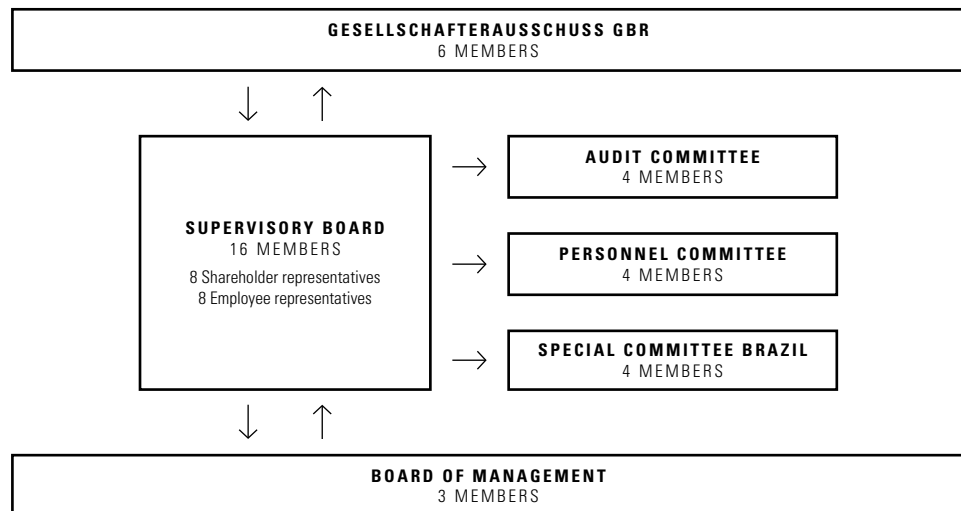 GESELLSCHAFTERAUSSCHUSS GBR
6 MEMBERS
SUPERVISORY BOARD
16 MEMBERS
8 Shareholder representatives
8 Employee representatives
AUDIT COMMITTEE
4 MEMBERS
PERSONNEL COMMITTEE
4 MEMBERS
SPECIAL COMMITTEE BRAZIL
4 MEMBERS
BOARD OF MANAGEMENT
3 MEMBERS